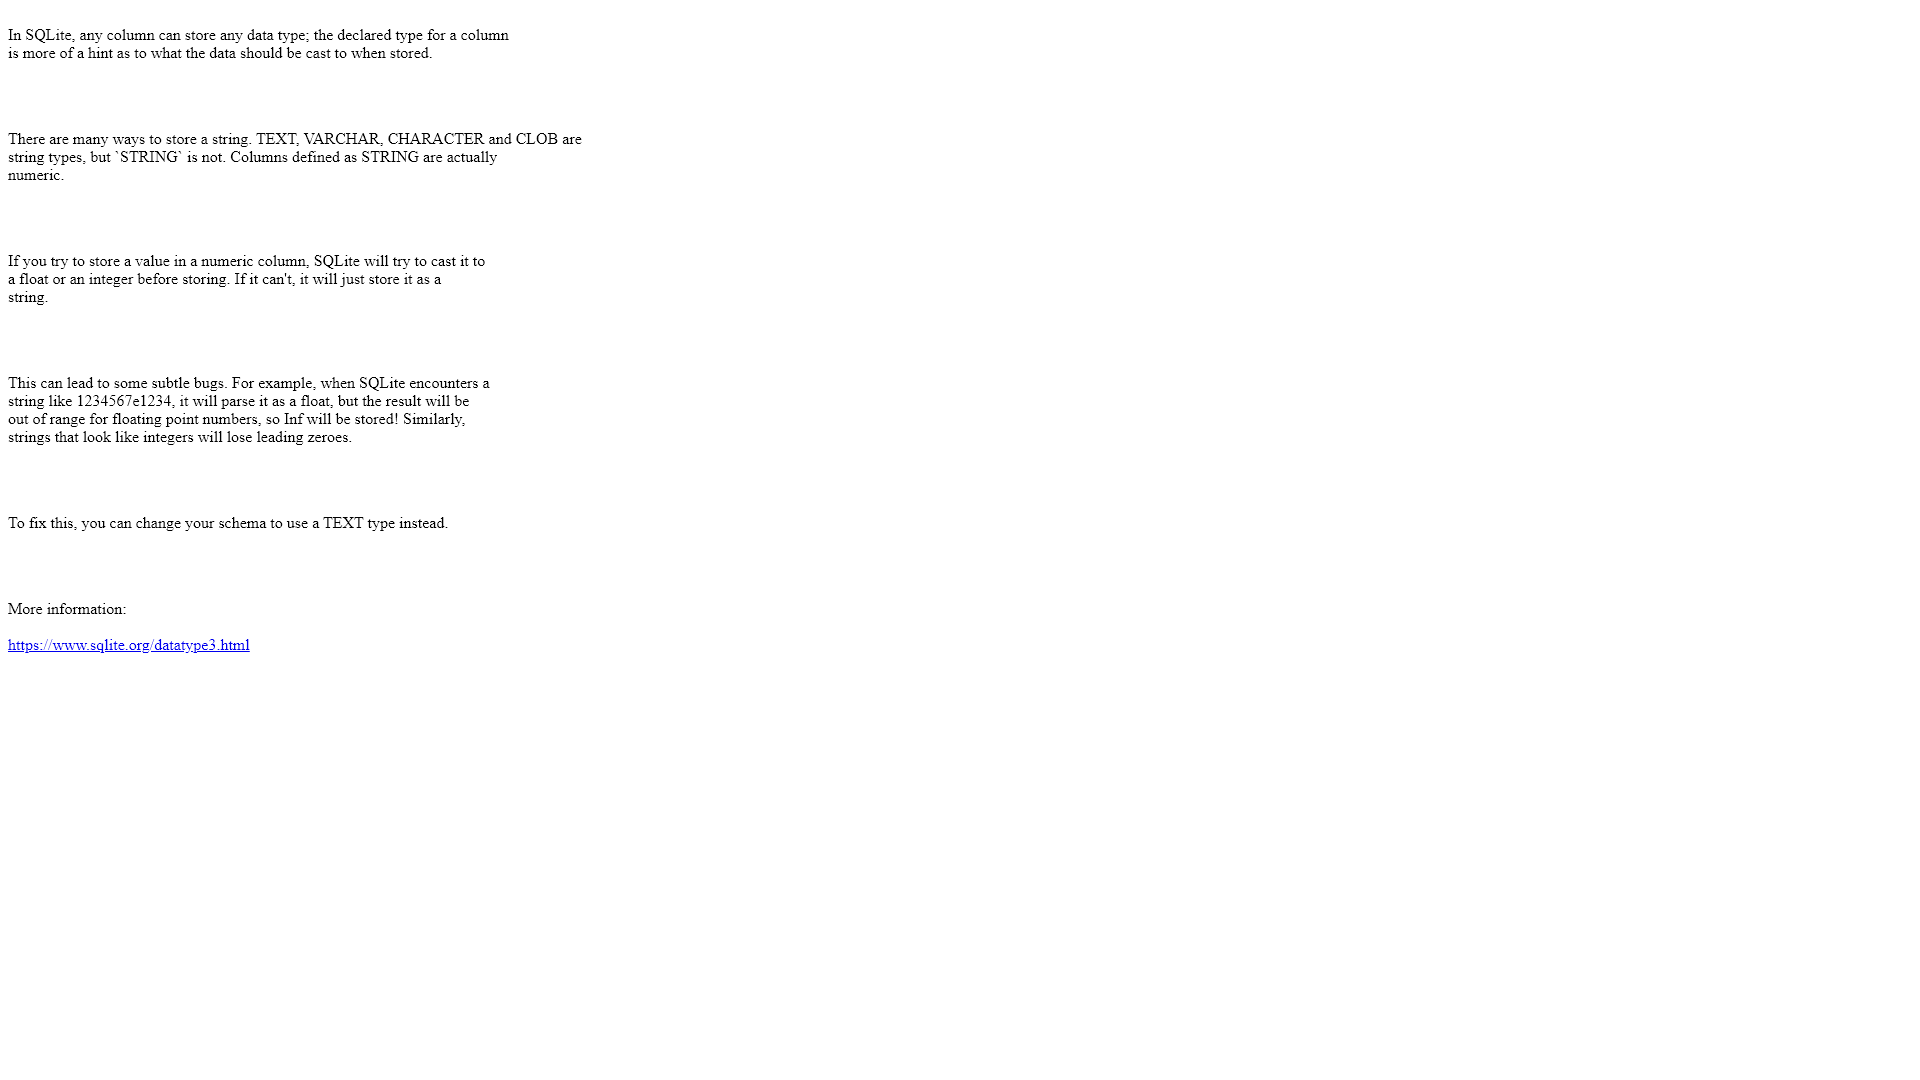 In SQLite, any column can store any data type; the declared type for a column
is more of a hint as to what the data should be cast to when stored.
There are many ways to store a string. TEXT, VARCHAR, CHARACTER and CLOB are
string types, but `STRING` is not. Columns defined as STRING are actually
numeric.
If you try to store a value in a numeric column, SQLite will try to cast it to
a float or an integer before storing. If it can't, it will just store it as a
string.
This can lead to some subtle bugs. For example, when SQLite encounters a
string like 1234567e1234, it will parse it as a float, but the result will be
out of range for floating point numbers, so Inf will be stored! Similarly,
strings that look like integers will lose leading zeroes.
To fix this, you can change your schema to use a TEXT type instead.
More information:
https://www.sqlite.org/datatype3.html